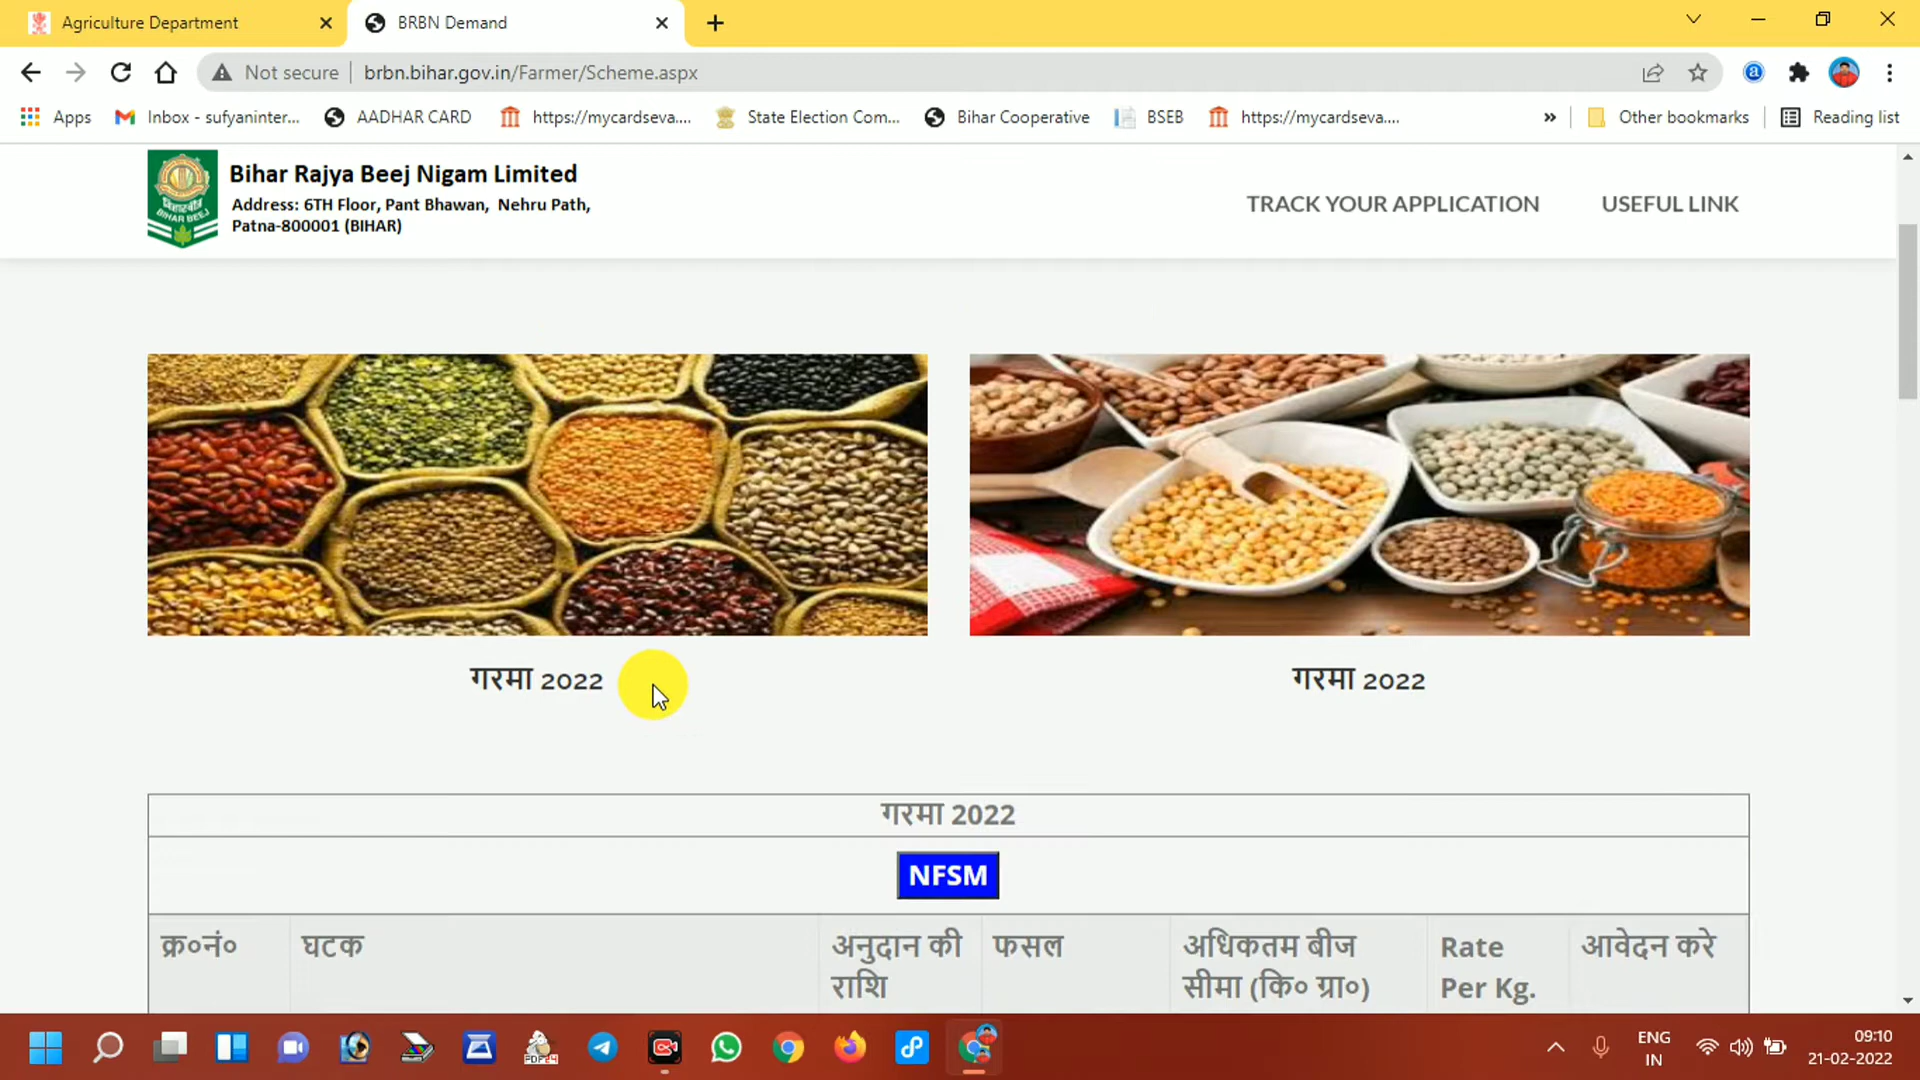 Agriculture Department
BRBN Demand
Not secure
brbn.bihar.gov.in/Farmer/Scheme.aspx
Apps
Inbox - sufyaninter...
AADHAR CARD
https://mycardseva....
State Election Com...
Bihar Cooperative
BSEB
https://mycardseva....
»
Other bookmarks
Reading list
Bihar Rajya Beej Nigam Limited
Address: 6TH Floor, Pant Bhawan, Nehru Path,
Patna-800001 (BIHAR)
TRACK YOUR APPLICATION
USEFUL LINK
BIHAR BEEJ
गरमा 2022
गरमा 2022
गरमा 2022
NFSM
क्र०नं०
घटक
अनुदान की
राशि
फसल
अधिकतम बीज
सीमा (कि० ग्रा०)
Rate
Per Kg.
आवेदन करे
PDF24
ENG
IN
09:10
21-02-2022